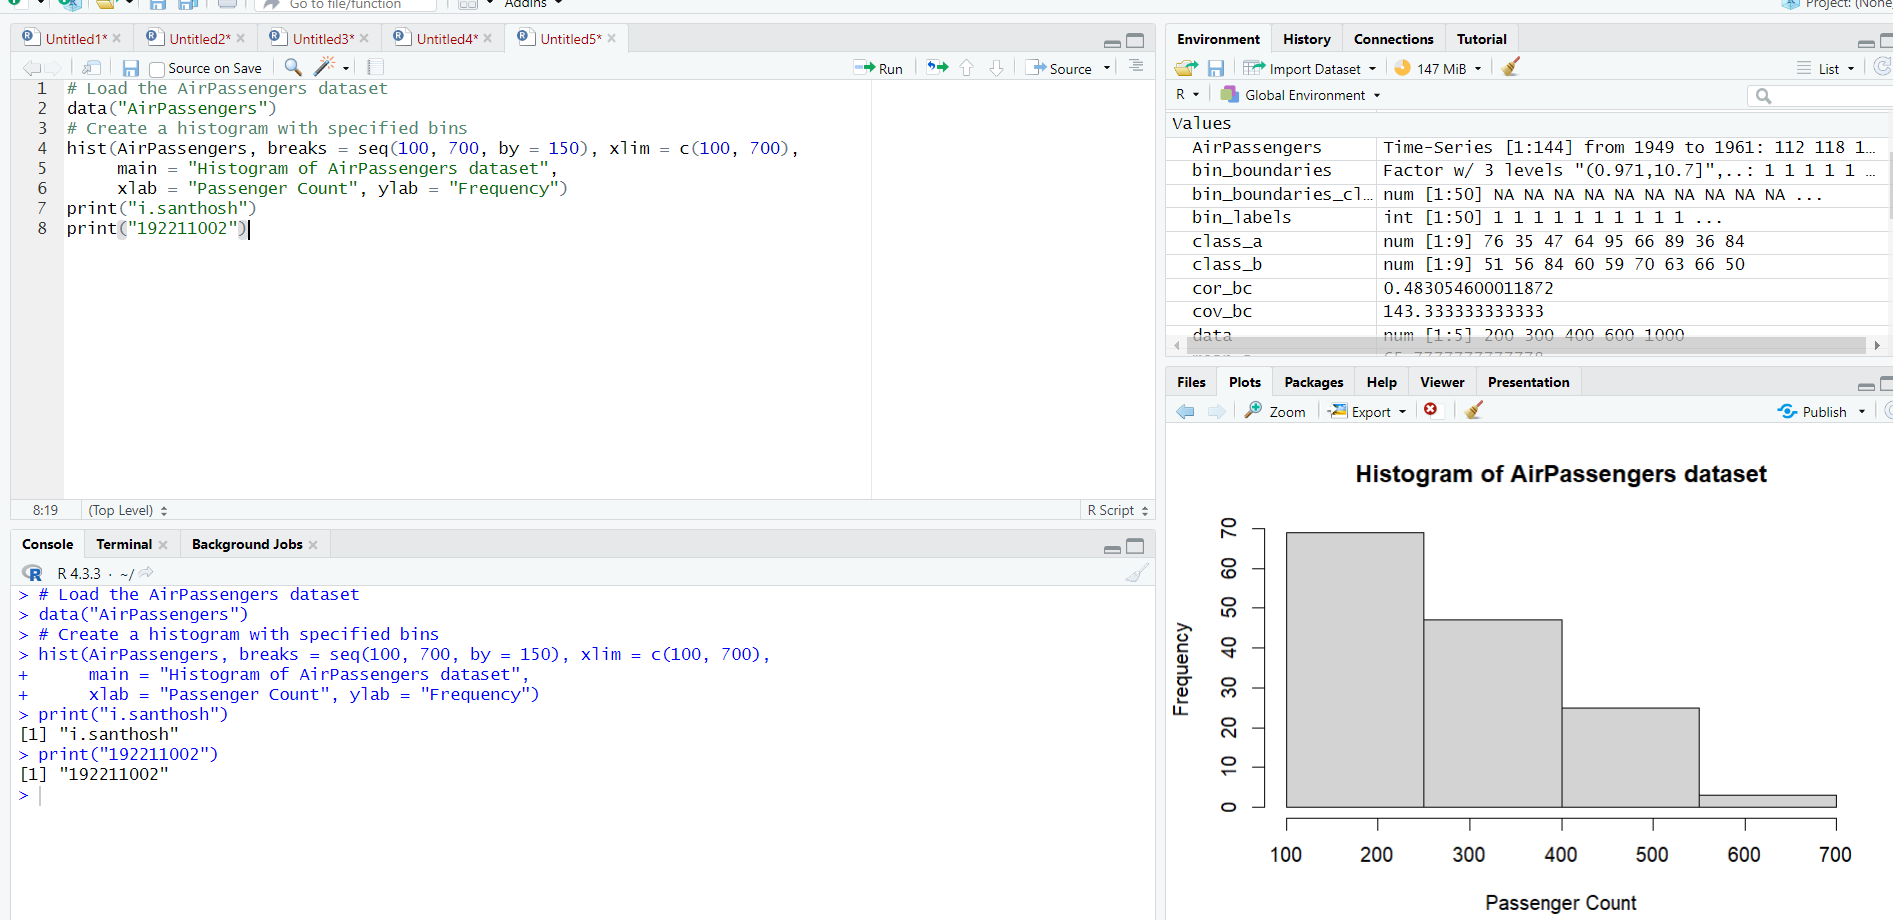 Go to file/function
Addins
Project: (None
Untitled1*
Untitled2*
Untitled3*
Untitled4*
Untitled5*
Source on Save
Run
Source
1 # Load the AirPassengers dataset
2 data("AirPassengers")
3 # Create a histogram with specified bins
4 hist(AirPassengers, breaks = seq(100, 700, by = 150), xlim = c(100, 700),
5      main = "Histogram of AirPassengers dataset",
6      xlab = "Passenger Count", ylab = "Frequency")
7 print("i.santhosh")
8 print("192211002")
8:19 (Top Level) R Script
Console Terminal Background Jobs
R 4.3.3 · ~/
> # Load the AirPassengers dataset
> data("AirPassengers")
> # Create a histogram with specified bins
> hist(AirPassengers, breaks = seq(100, 700, by = 150), xlim = c(100, 700),
+      main = "Histogram of AirPassengers dataset",
+      xlab = "Passenger Count", ylab = "Frequency")
> print("i.santhosh")
[1] "i.santhosh"
> print("192211002")
[1] "192211002"
>
Environment History Connections Tutorial
Import Dataset 147 MiB List
R Global Environment
Values
AirPassengers Time-Series [1:144] from 1949 to 1961: 112 118 1…
bin_boundaries Factor w/ 3 levels "(0.971,10.7]",..: 1 1 1 1 1 …
bin_boundaries_cl… num [1:50] NA NA NA NA NA NA NA NA NA NA ...
bin_labels int [1:50] 1 1 1 1 1 1 1 1 1 1 ...
class_a num [1:9] 76 35 47 64 95 66 89 36 84
class_b num [1:9] 51 56 84 60 59 70 63 66 50
cor_bc 0.483054600011872
cov_bc 143.333333333333
data num [1:5] 200 300 400 600 1000
Files Plots Packages Help Viewer Presentation
Zoom Export Publish
Histogram of AirPassengers dataset
Frequency
70
60
50
40
30
20
10
0
100 200 300 400 500 600 700
Passenger Count